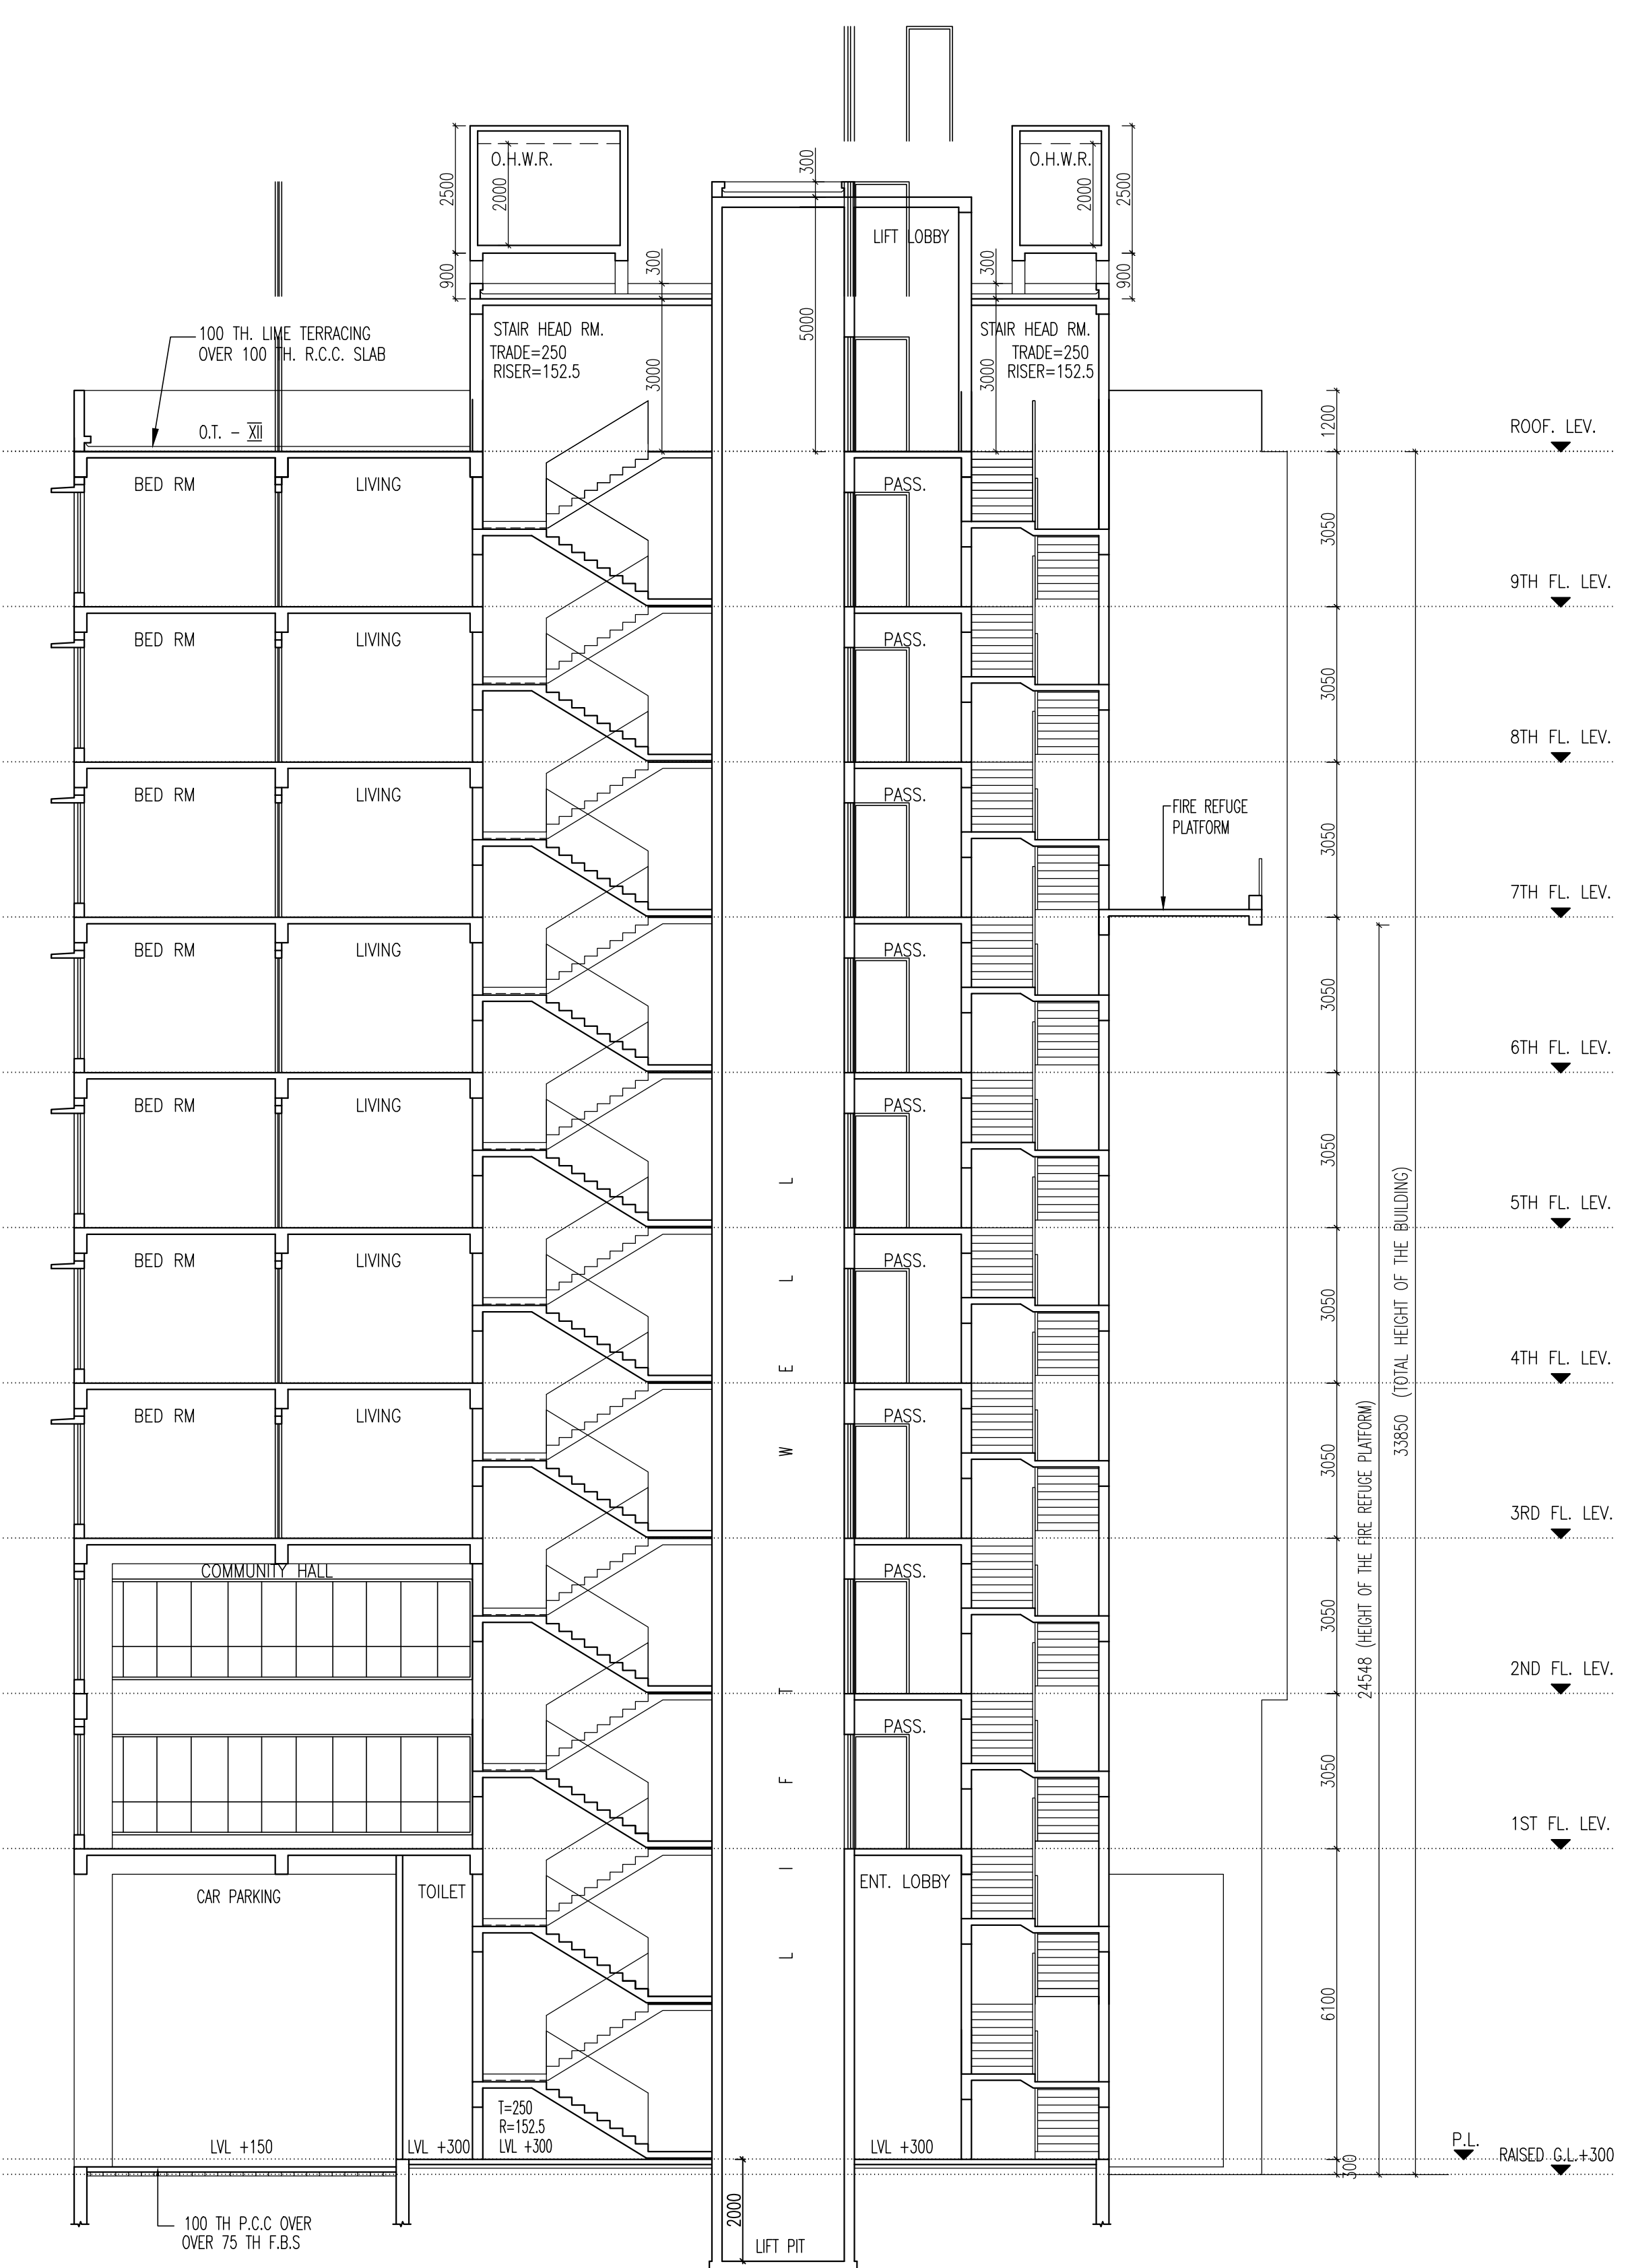 O.H.W.R.
O.H.W.R.
2500
2000
300
2000
2500
LIFT LOBBY
900
300
300
900
5000
100 TH. LIME TERRACING
OVER 100 TH. R.C.C. SLAB
STAIR HEAD RM.
TRADE=250
RISER=152.5
3000
3000
STAIR HEAD RM.
TRADE=250
RISER=152.5
O.T. - XII
1200
ROOF. LEV.
BED RM
LIVING
PASS.
3050
9TH FL. LEV.
BED RM
LIVING
PASS.
3050
8TH FL. LEV.
BED RM
LIVING
PASS.
FIRE REFUGE
PLATFORM
3050
7TH FL. LEV.
BED RM
LIVING
PASS.
3050
6TH FL. LEV.
BED RM
LIVING
PASS.
3050
5TH FL. LEV.
BED RM
LIVING
PASS.
3050
4TH FL. LEV.
BED RM
LIVING
PASS.
3050
3RD FL. LEV.
COMMUNITY HALL
PASS.
3050
2ND FL. LEV.
PASS.
3050
1ST FL. LEV.
LIFT WELL
24548 (HEIGHT OF THE FIRE REFUGE PLATFORM)
33850 (TOTAL HEIGHT OF THE BUILDING)
CAR PARKING
TOILET
ENT. LOBBY
6100
T=250
R=152.5
LVL +150
LVL +300
LVL +300
LVL +300
P.L.
RAISED G.L.+300
300
2000
100 TH P.C.C OVER
OVER 75 TH F.B.S
LIFT PIT